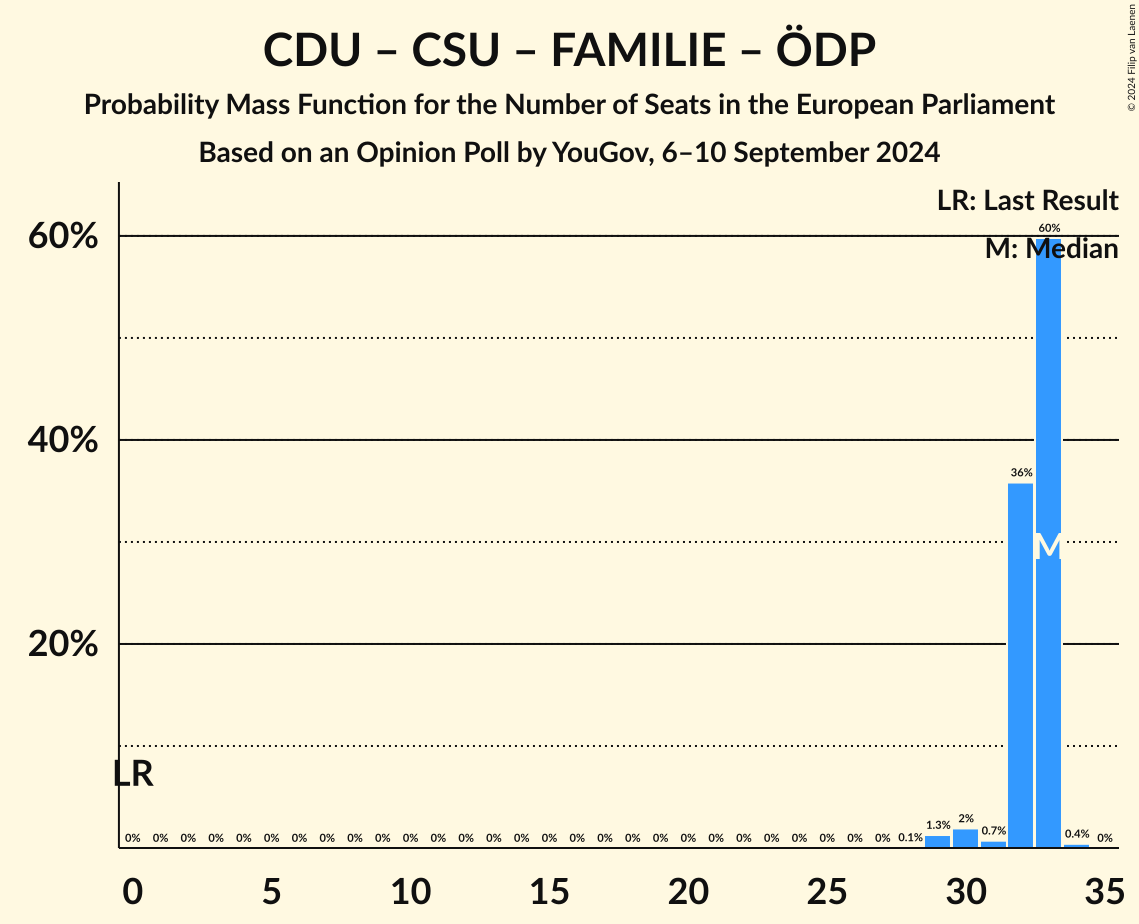 CDU – CSU – FAMILIE – ÖDP
Probability Mass Function for the Number of Seats in the European Parliament
Based on an Opinion Poll by YouGov, 6–10 September 2024
© 2024 Filip van Laenen
LR: Last Result
M: Median
60%
40%
20%
60%
36%
M
LR
0% 0% 0% 0% 0% 0% 0% 0% 0% 0% 0% 0% 0% 0% 0% 0% 0% 0% 0% 0% 0% 0% 0% 0% 0% 0% 0% 0% 0.1% 1.3% 2% 0.7% 0.4% 0%
0 5 10 15 20 25 30 35